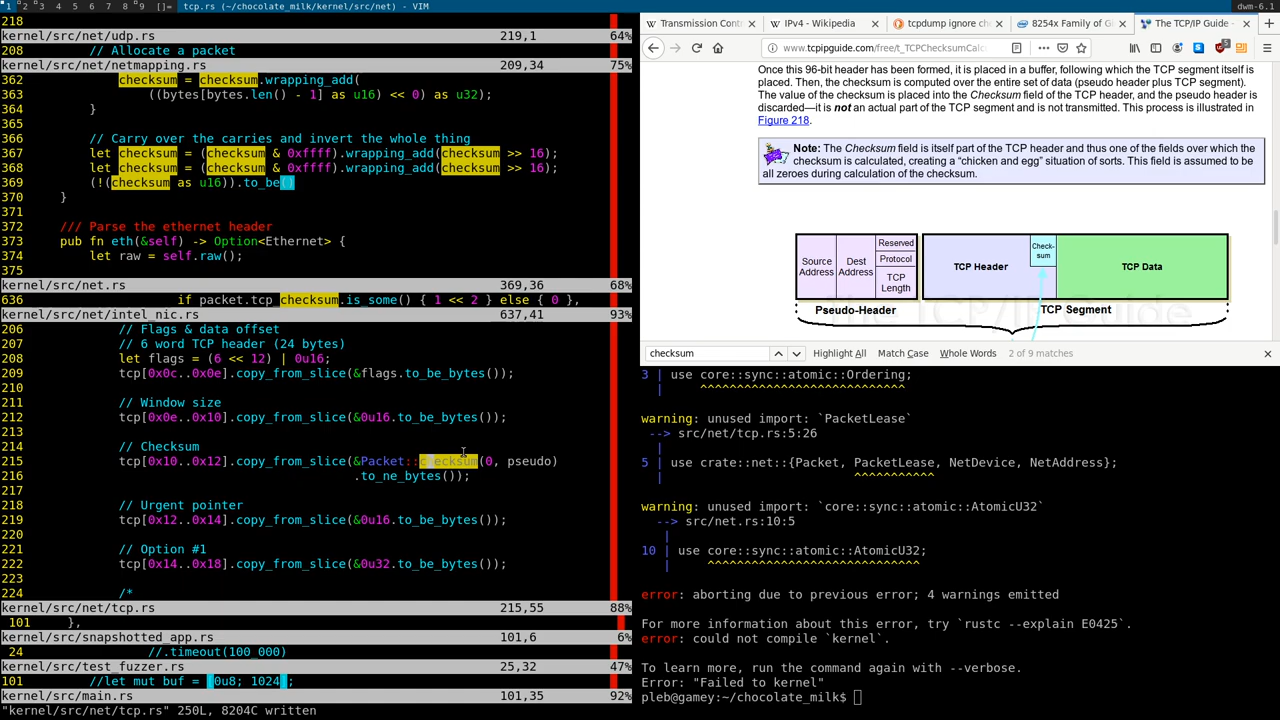 1 2 3 4 5 6 7 8 9 []= tcp.rs (~/chocolate_milk/kernel/src/net) - VIM
dwm-6.1
218
kernel/src/net/udp.rs 219,1 64%
208 // Allocate a packet
kernel/src/net/netmapping.rs 209,34 75%
362 checksum = checksum.wrapping_add(
363 ((bytes[bytes.len() - 1] as u16) << 0) as u32);
364 }
365
366 // Carry over the carries and invert the whole thing
367 let checksum = (checksum & 0xffff).wrapping_add(checksum >> 16);
368 let checksum = (checksum & 0xffff).wrapping_add(checksum >> 16);
369 (!(checksum as u16)).to_be()
370 }
371
372 /// Parse the ethernet header
373 pub fn eth(&self) -> Option<Ethernet> {
374 let raw = self.raw();
375
kernel/src/net.rs 369,36 68%
636 if packet.tcp_checksum.is_some() { 1 << 2 } else { 0 },
kernel/src/net/intel_nic.rs 637,41 93%
206 // Flags & data offset
207 // 6 word TCP header (24 bytes)
208 let flags = (6 << 12) | 0u16;
209 tcp[0x0c..0x0e].copy_from_slice(&flags.to_be_bytes());
210
211 // Window size
212 tcp[0x0e..0x10].copy_from_slice(&0u16.to_be_bytes());
213
214 // Checksum
215 tcp[0x10..0x12].copy_from_slice(&Packet::checksum(0, pseudo)
216 .to_ne_bytes());
217
218 // Urgent pointer
219 tcp[0x12..0x14].copy_from_slice(&0u16.to_be_bytes());
220
221 // Option #1
222 tcp[0x14..0x18].copy_from_slice(&0u32.to_be_bytes());
223
224 /*
kernel/src/net/tcp.rs 215,55 88%
101 },
kernel/src/snapshotted_app.rs 101,6 6%
24 //.timeout(100_000)
kernel/src/test_fuzzer.rs 25,32 47%
101 //let mut buf = [0u8; 1024];
kernel/src/main.rs 101,35 92%
"kernel/src/net/tcp.rs" 250L, 8204C written
Transmission Cont
IPv4 - Wikipedia
tcpdump ignore ch
8254x Family of Gi
The TCP/IP Guide -
www.tcpipguide.com/free/t_TCPChecksumCalc
Once this 96-bit header has been formed, it is placed in a buffer, following which the TCP segment itself is
placed. Then, the checksum is computed over the entire set of data (pseudo header plus TCP segment).
The value of the checksum is placed into the Checksum field of the TCP header, and the pseudo header is
discarded—it is not an actual part of the TCP segment and is not transmitted. This process is illustrated in
Figure 218.
Note: The Checksum field is itself part of the TCP header and thus one of the fields over which the
checksum is calculated, creating a “chicken and egg” situation of sorts. This field is assumed to be
all zeroes during calculation of the checksum.
Source Address
Dest Address
Reserved
Protocol
TCP Length
TCP Header
Check-sum
TCP Data
Pseudo-Header
TCP Segment
The TCP/IP Guide
checksum
Highlight All Match Case Whole Words 2 of 9 matches
3 | use core::sync::atomic::Ordering;
| ^^^^^^^^^^^^^^^^^^^^^^^^^^^^
warning: unused import: `PacketLease`
--> src/net/tcp.rs:5:26
|
5 | use crate::net::{Packet, PacketLease, NetDevice, NetAddress};
| ^^^^^^^^^^^
warning: unused import: `core::sync::atomic::AtomicU32`
--> src/net.rs:10:5
|
10 | use core::sync::atomic::AtomicU32;
| ^^^^^^^^^^^^^^^^^^^^^^^^^^^^^
error: aborting due to previous error; 4 warnings emitted
For more information about this error, try `rustc --explain E0425`.
error: could not compile `kernel`.
To learn more, run the command again with --verbose.
Error: "Failed to kernel"
pleb@gamey:~/chocolate_milk$